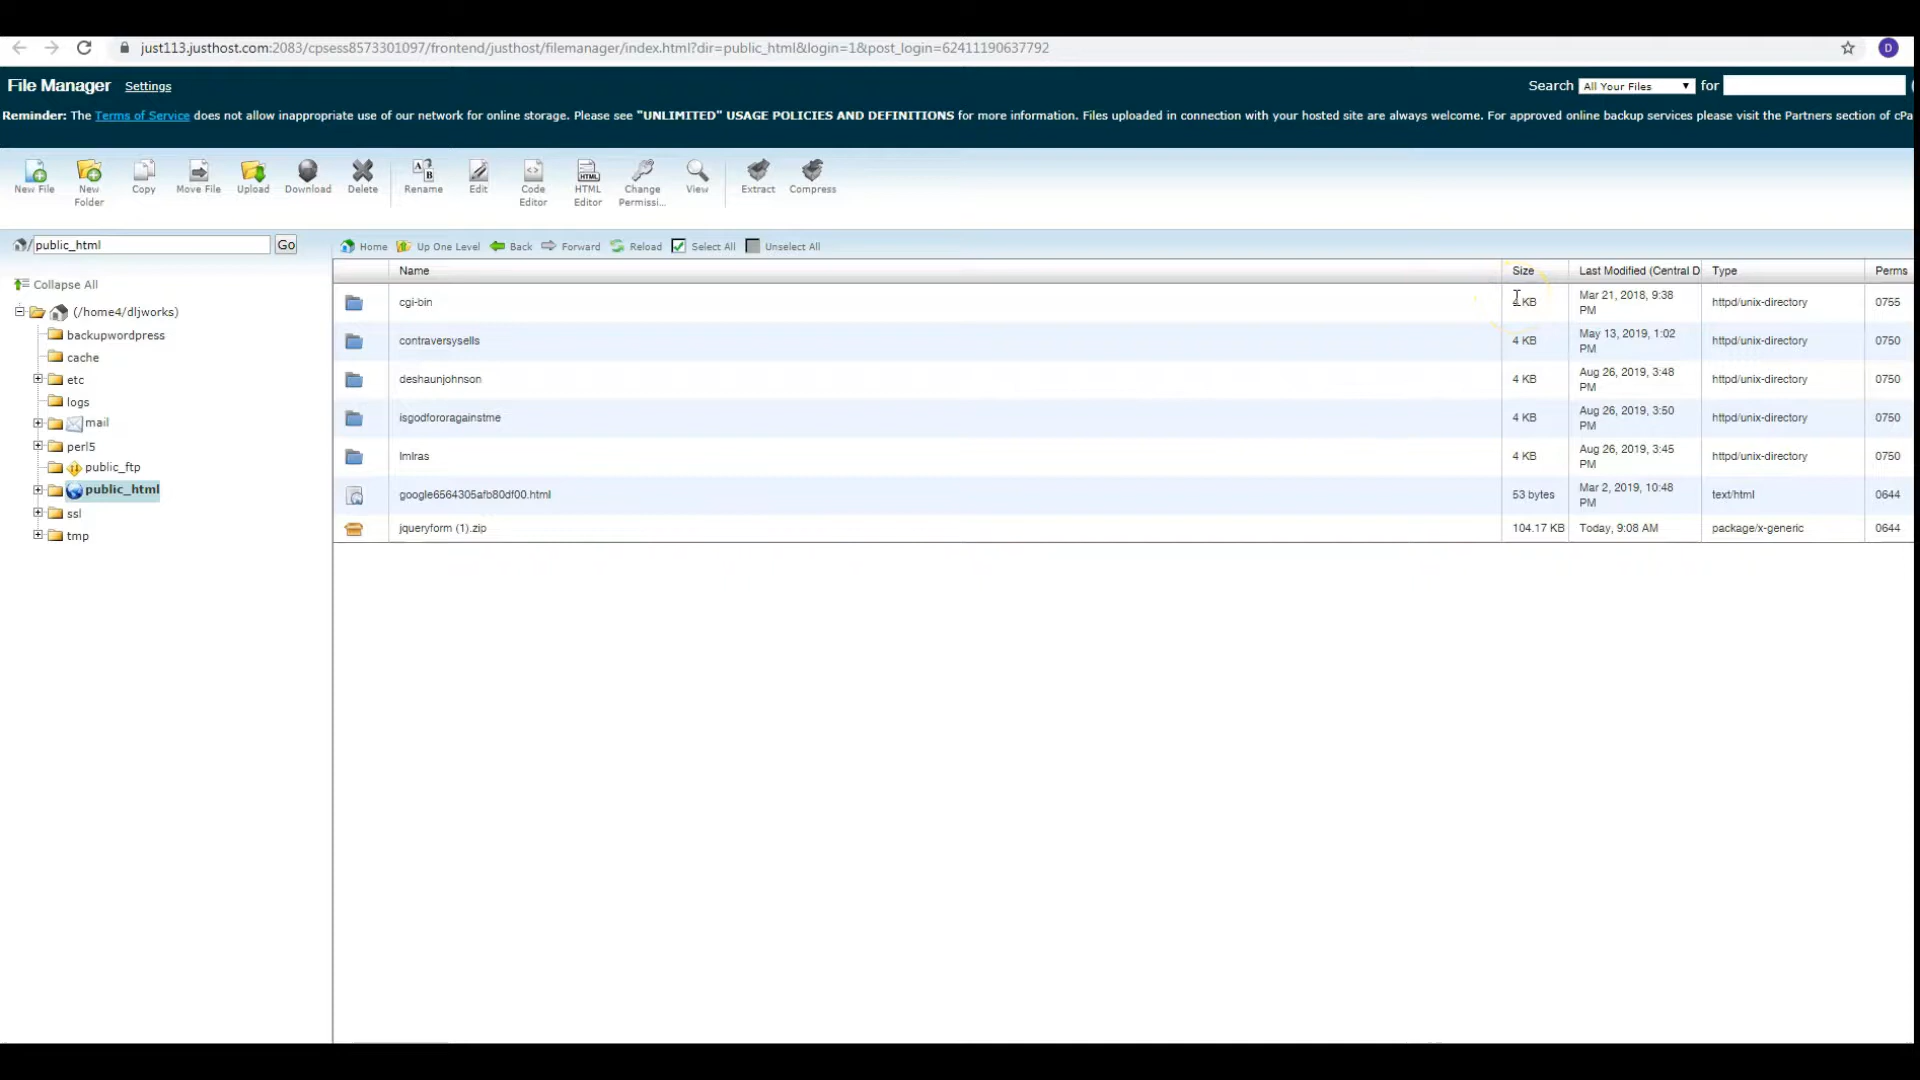 just113.justhost.com:2083/cpsess8573301097/frontend/justhost/filemanager/index.html?dir=public_html&login=1&post_login=62411190637792
D
File Manager Settings Search All Your Files for
Reminder: The Terms of Service does not allow inappropriate use of our network for online storage. Please see "UNLIMITED" USAGE POLICIES AND DEFINITIONS for more information. Files uploaded in connection with your hosted site are always welcome. For approved online backup services please visit the Partners section of cPa
New File New Folder Copy Move File Upload Download Delete Rename Edit Code Editor HTML Editor Change Permissi... View Extract Compress
/ public_html Go
Home Up One Level Back Forward Reload Select All Unselect All
Collapse All
(/home4/dljworks)
backupwordpress
cache
etc
logs
mail
perl5
public_ftp
public_html
ssl
tmp
Name Size Last Modified (Central D Type Perms
cgi-bin KB Mar 21, 2018, 9:38 PM httpd/unix-directory 0755
contraversysells 4 KB May 13, 2019, 1:02 PM httpd/unix-directory 0750
deshaunjohnson 4 KB Aug 26, 2019, 3:48 PM httpd/unix-directory 0750
isgodfororagainstme 4 KB Aug 26, 2019, 3:50 PM httpd/unix-directory 0750
lmlras 4 KB Aug 26, 2019, 3:45 PM httpd/unix-directory 0750
google6564305afb80df00.html 53 bytes Mar 2, 2019, 10:48 PM text/html 0644
jqueryform (1).zip 104.17 KB Today, 9:08 AM package/x-generic 0644